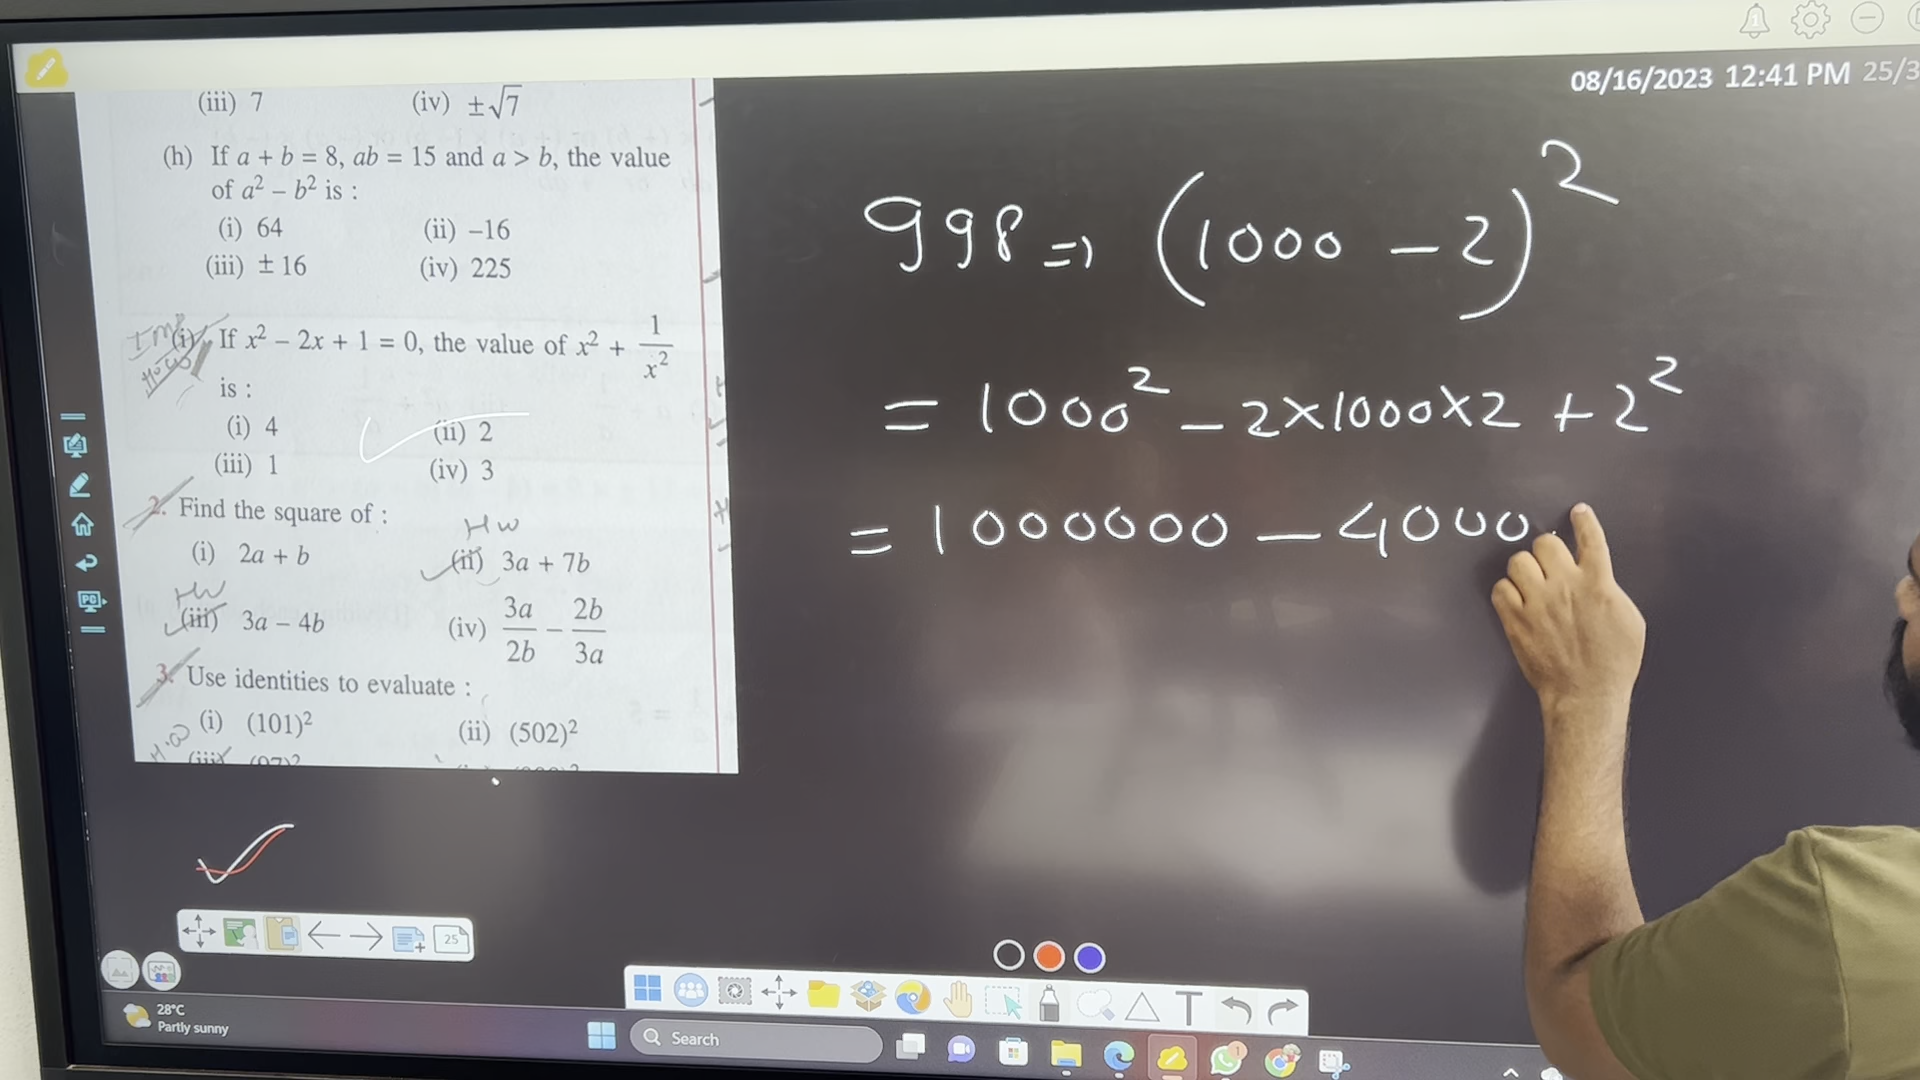 08/16/2023 12:41 PM 25/3
(iii) 7 (iv) ±√7
(h) If a + b = 8, ab = 15 and a > b, the value
of a² – b² is :
(i) 64 (ii) –16
(iii) ± 16 (iv) 225
Imp (i) If x² – 2x + 1 = 0, the value of x² + 1/x²
is :
(i) 4 (ii) 2
(iii) 1 (iv) 3
2. Find the square of :
HW
(i) 2a + b (ii) 3a + 7b
HW
(iii) 3a – 4b (iv) 3a/2b – 2b/3a
3. Use identities to evaluate :
(i) (101)² (ii) (502)²
H.W
998 ⇒ (1000 – 2)²
= 1000² – 2×1000×2 + 2²
= 1000000 – 4000
25
28°C
Partly sunny
Search